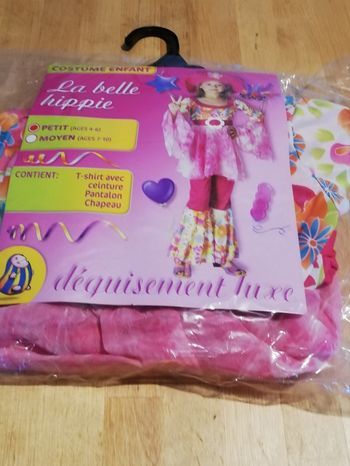 COSTUME ENFANT
La belle
hippie
PETIT (AGES 4-6)
MOYEN (AGES 7-10)
CONTIENT: T-shirt avec
ceinture
Pantalon
Chapeau
déguisement luxe